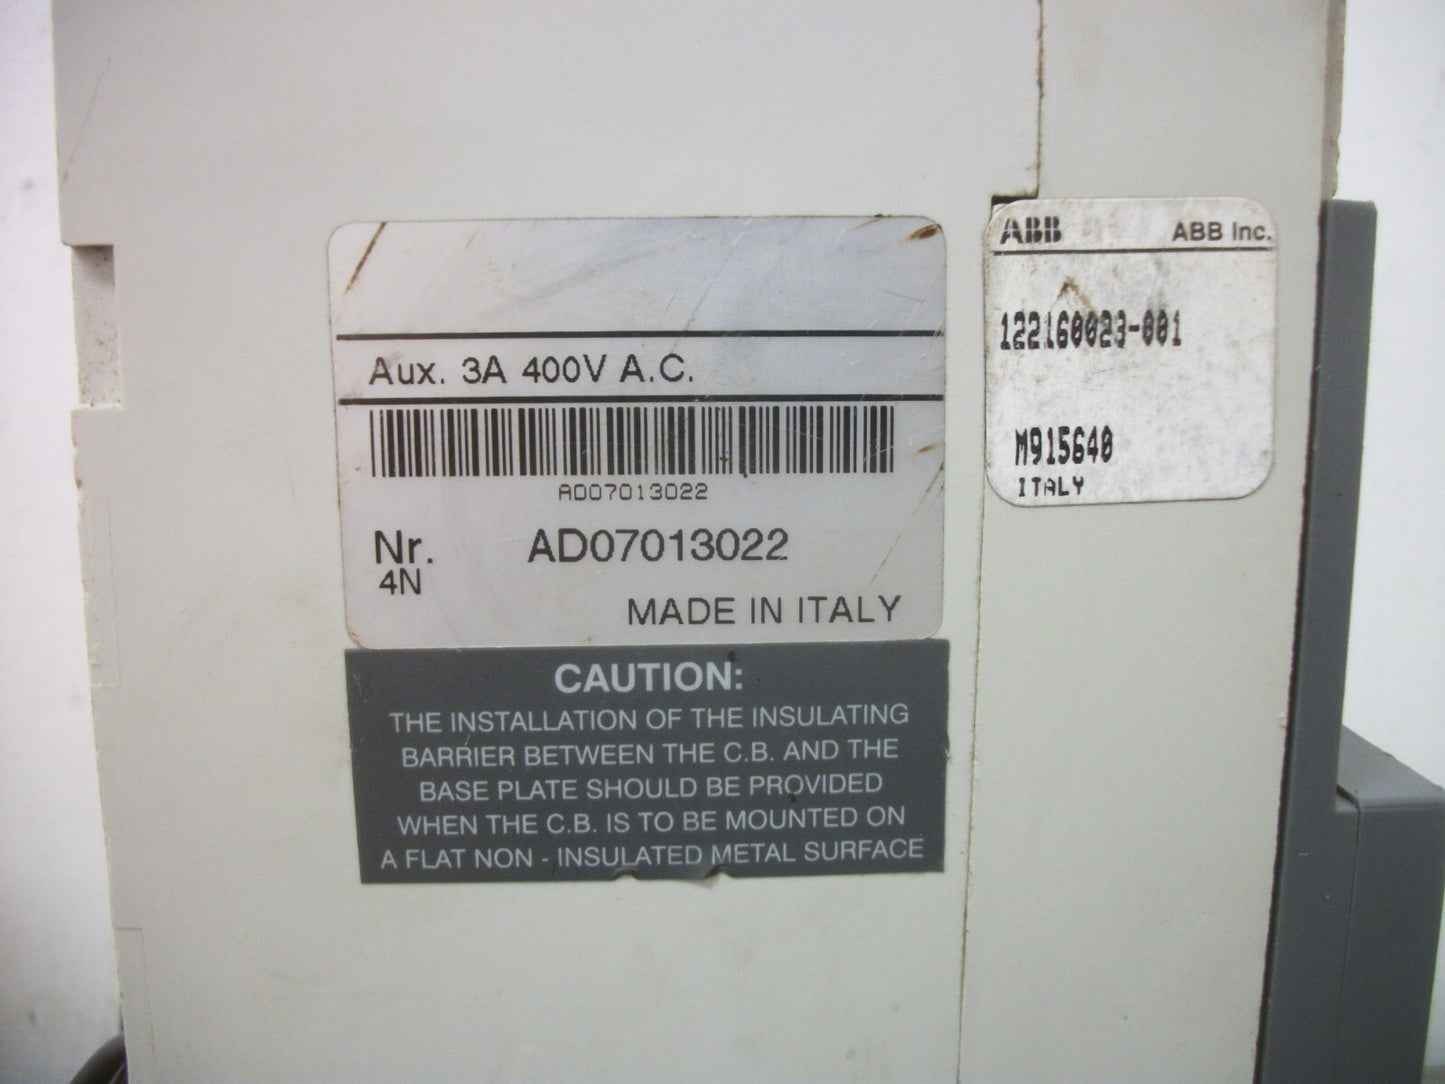 Aux. 3A 400V A.C.
AD07013022
Nr. AD07013022
4N
MADE IN ITALY
CAUTION:
THE INSTALLATION OF THE INSULATING
BARRIER BETWEEN THE C.B. AND THE
BASE PLATE SHOULD BE PROVIDED
WHEN THE C.B. IS TO BE MOUNTED ON
A FLAT NON - INSULATED METAL SURFACE
ABB ABB Inc.
122160023-001
M915640
ITALY